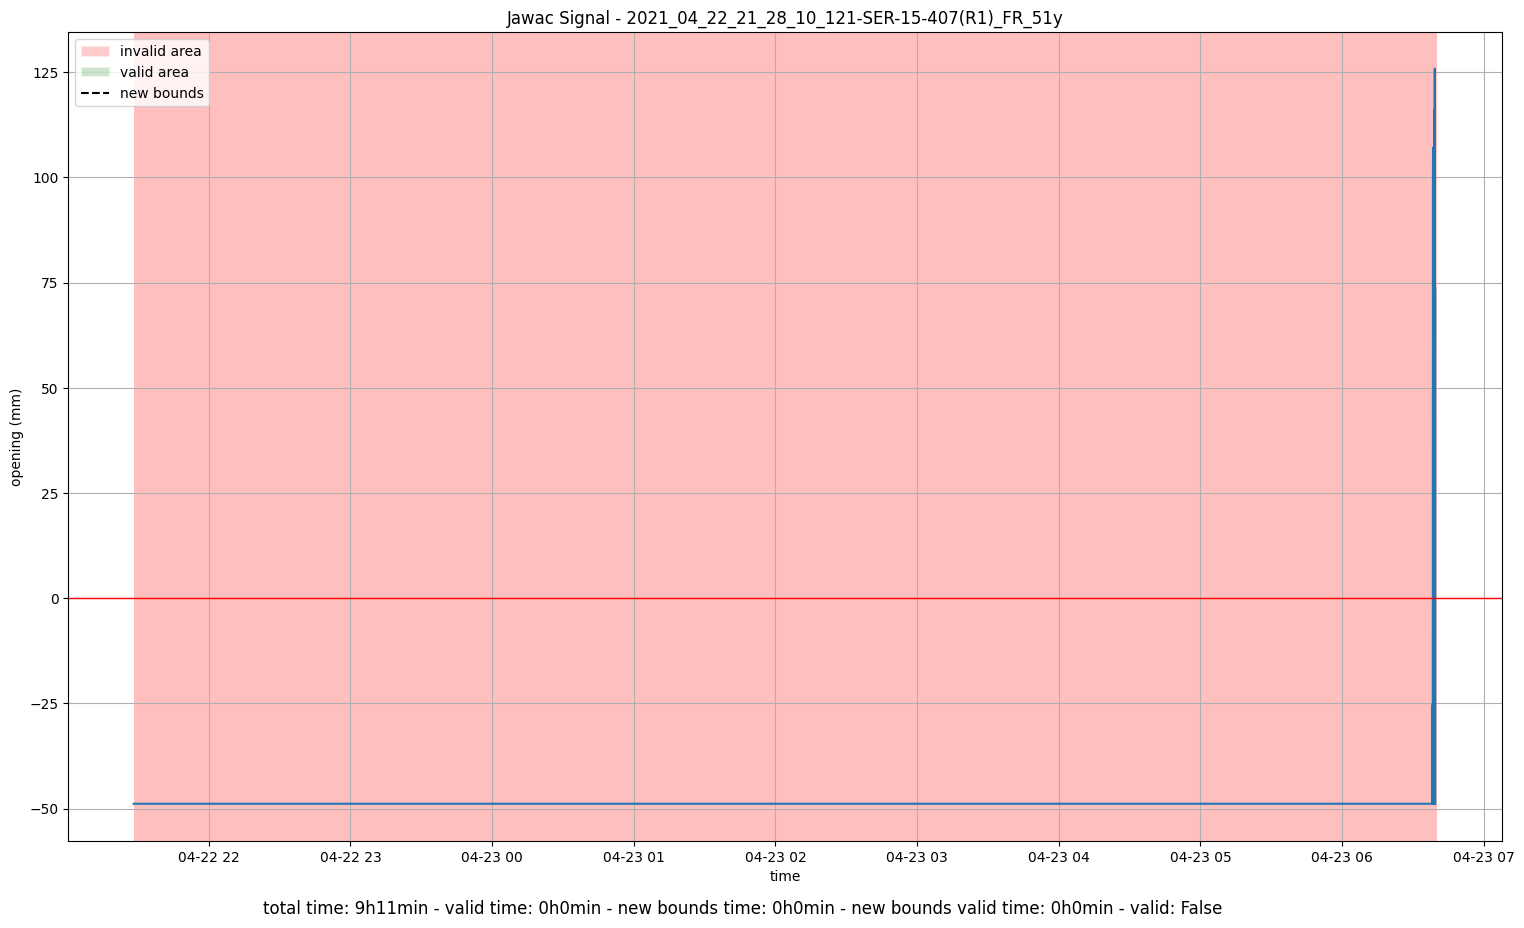 Jawac Signal - 2021_04_22_21_28_10_121-SER-15-407(R1)_FR_51y
invalid area
valid area
new bounds
125
100
75
50
25
0
−25
−50
opening (mm)
04-22 22
04-22 23
04-23 00
04-23 01
04-23 02
04-23 03
04-23 04
04-23 05
04-23 06
04-23 07
time
total time: 9h11min - valid time: 0h0min - new bounds time: 0h0min - new bounds valid time: 0h0min - valid: False